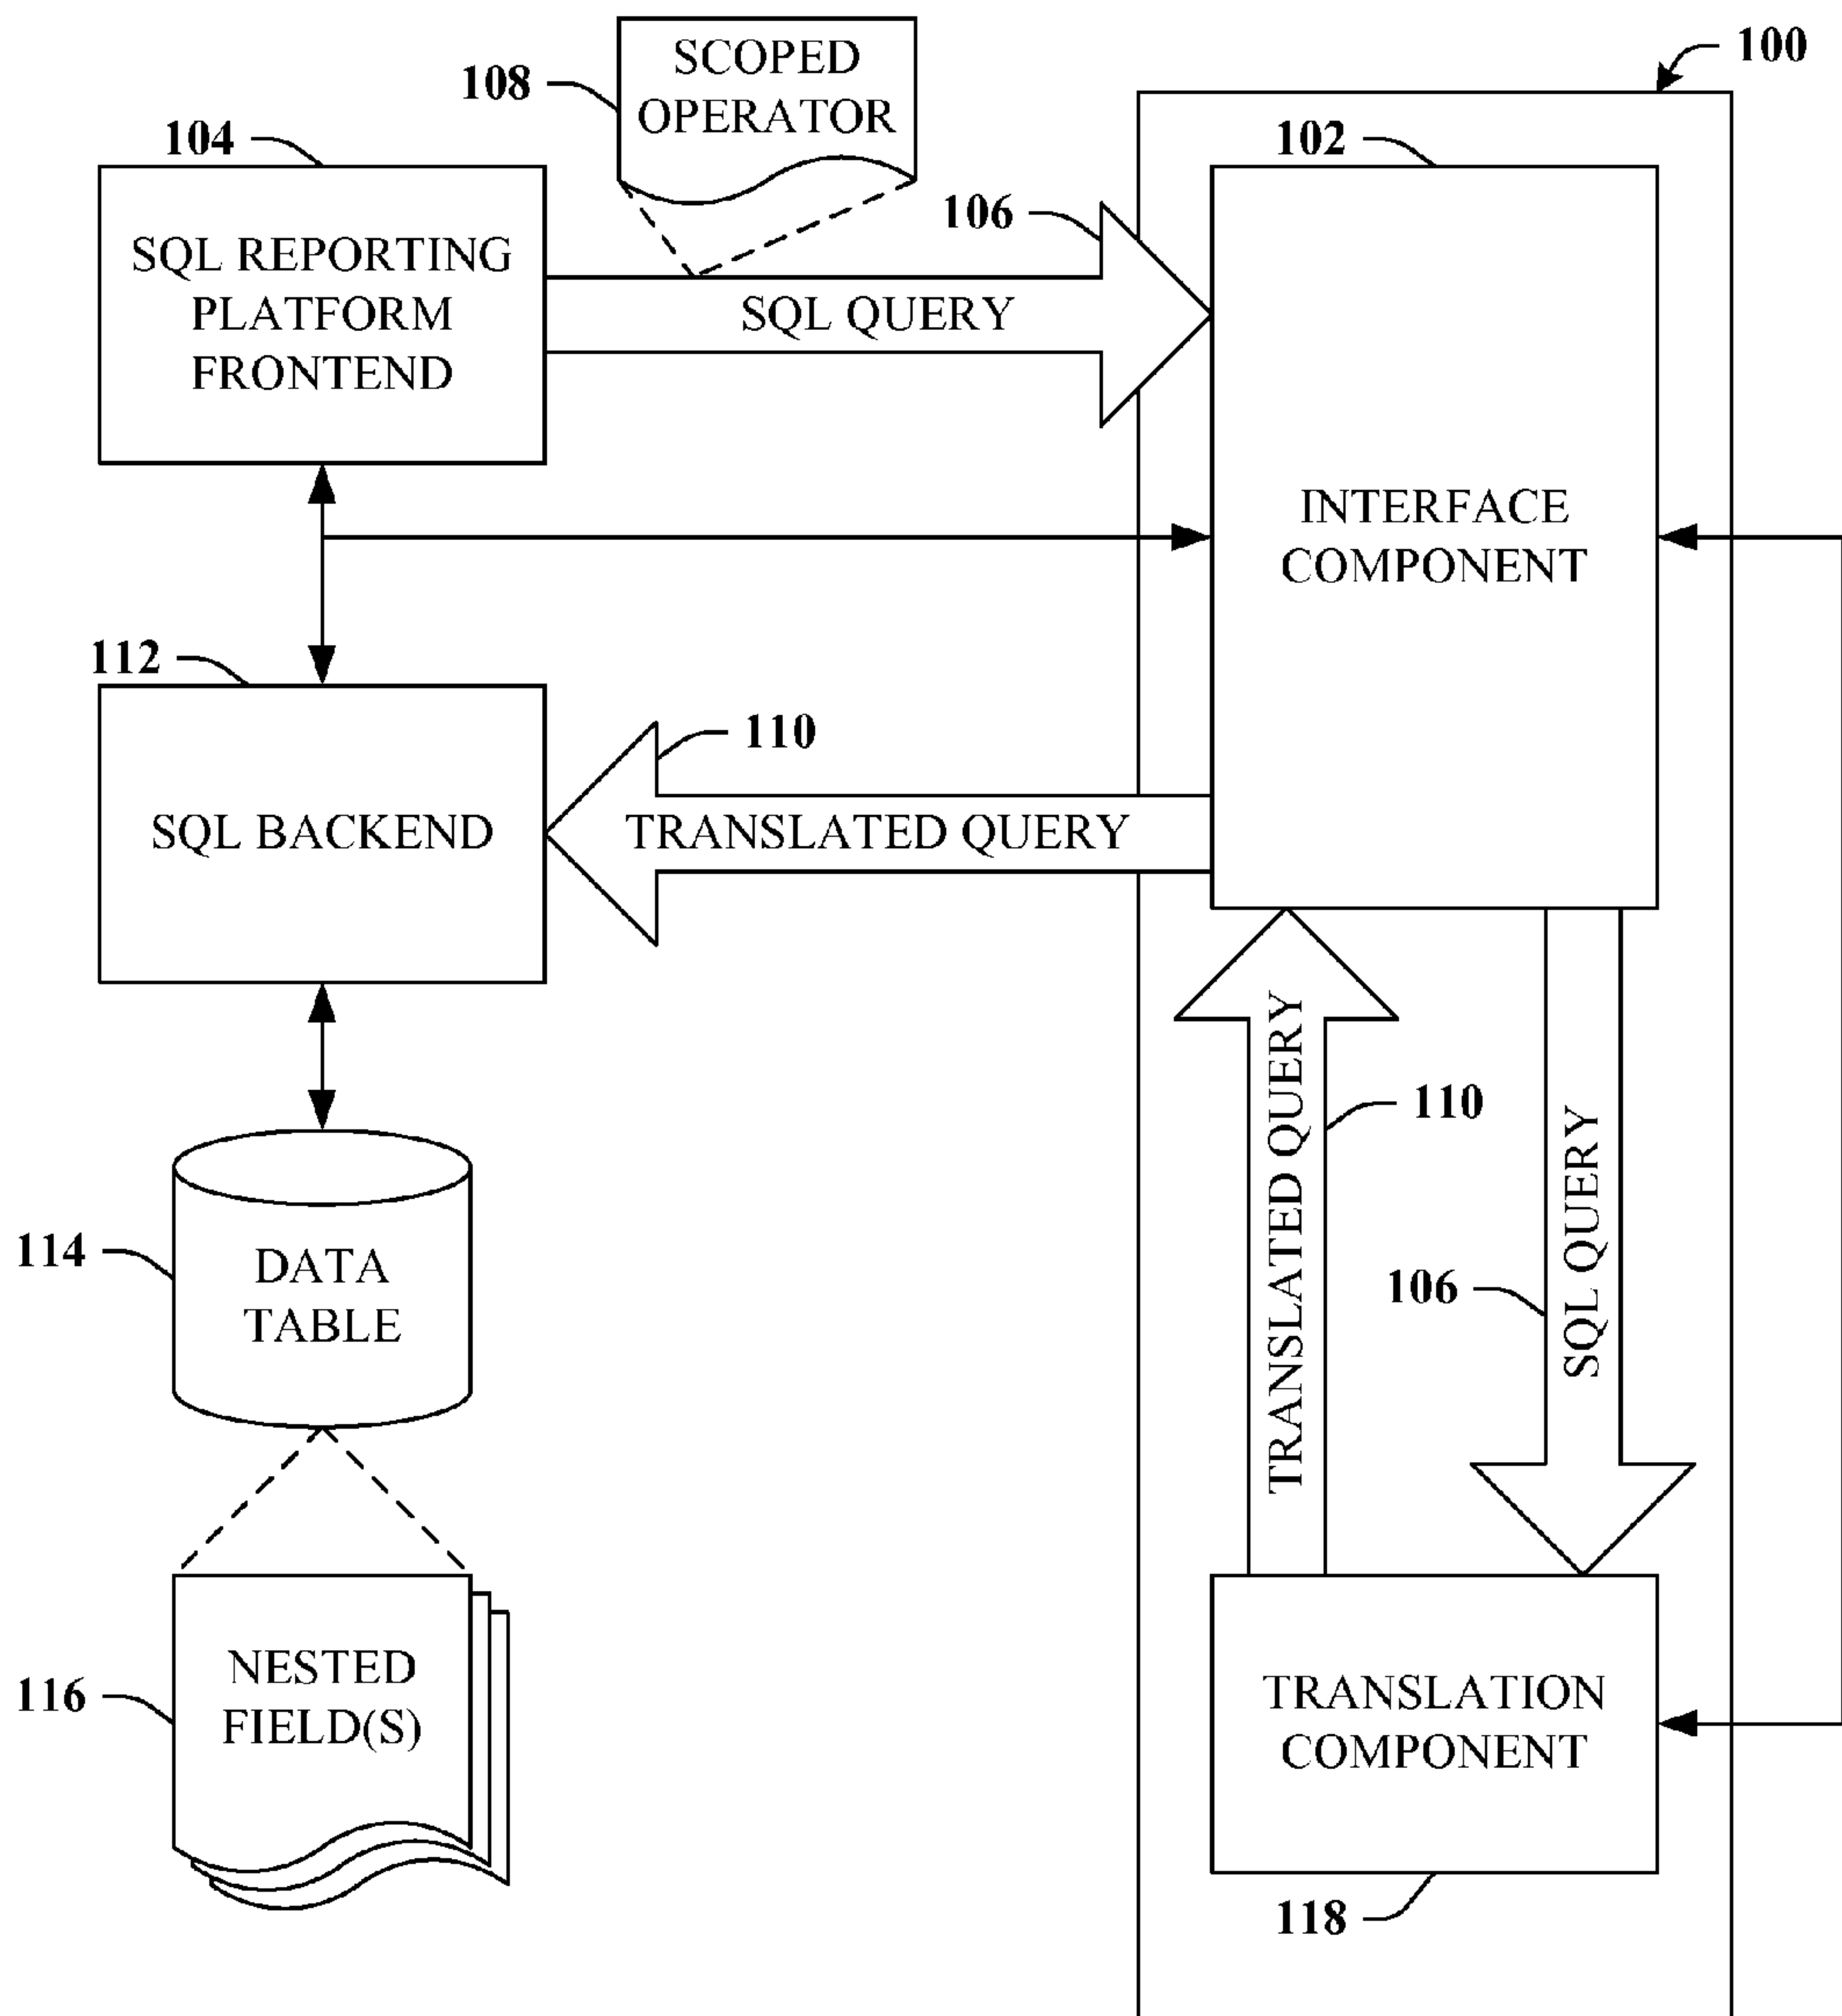 SCOPED
OPERATOR
108
100
104
102
106
SQL REPORTING
PLATFORM
FRONTEND
SQL QUERY
INTERFACE
COMPONENT
112
110
SQL BACKEND
TRANSLATED QUERY
TRANSLATED QUERY
110
SQL QUERY
106
114
DATA
TABLE
116
NESTED
FIELD(S)
TRANSLATION
COMPONENT
118